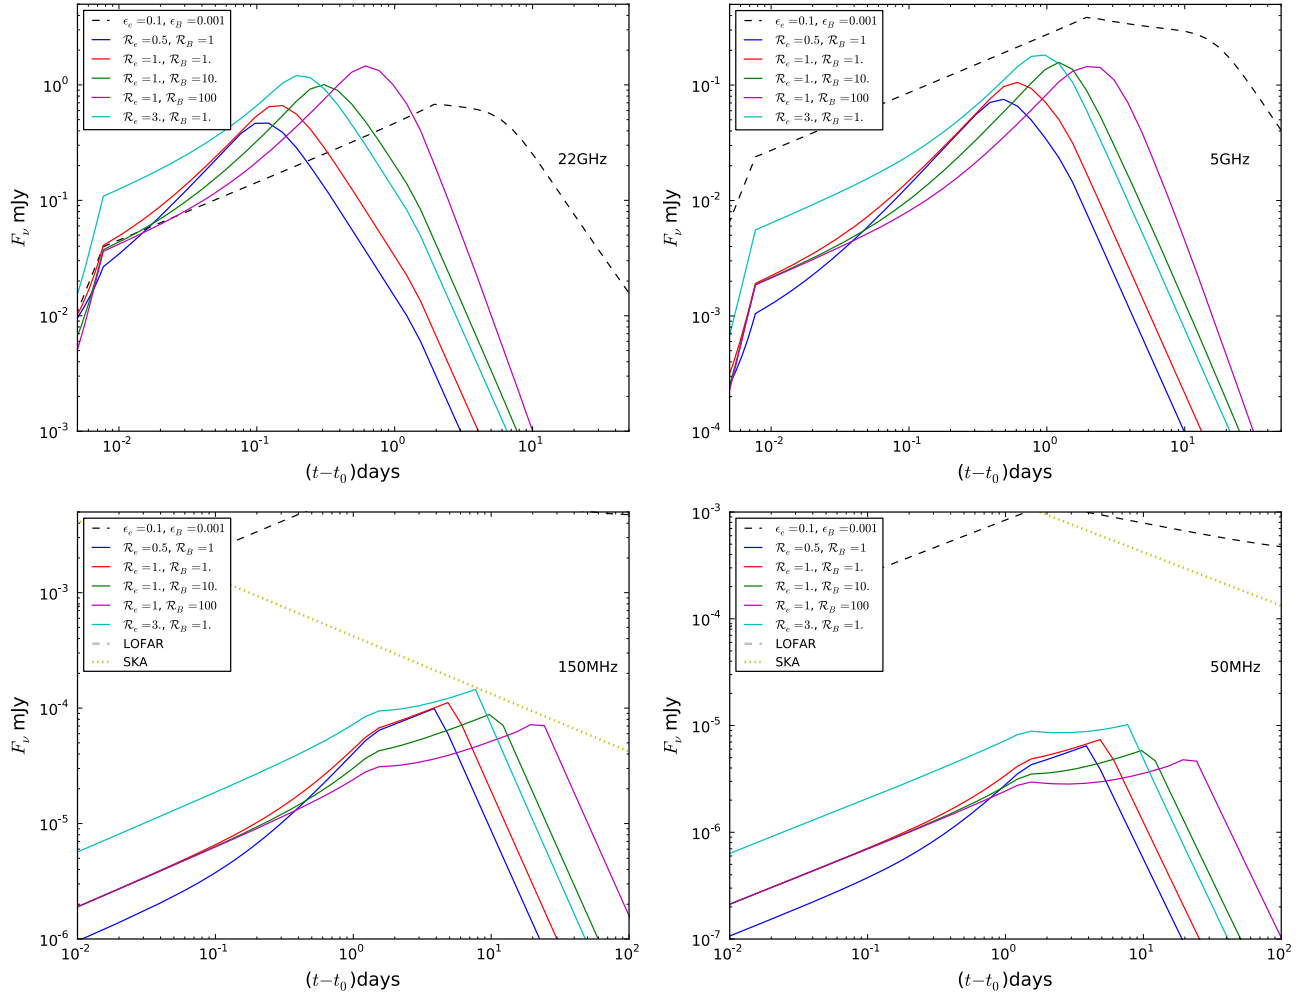 ϵ_e = 0.1, ϵ_B = 0.001
R_e = 0.5, R_B = 1
R_e = 1., R_B = 1.
R_e = 1., R_B = 10.
R_e = 1, R_B = 100
R_e = 3., R_B = 1.
22GHz
F_ν mJy
10^0
10^-1
10^-2
10^-3
10^-2
10^-1
10^0
10^1
(t−t_0)days
ϵ_e = 0.1, ϵ_B = 0.001
R_e = 0.5, R_B = 1
R_e = 1., R_B = 1.
R_e = 1., R_B = 10.
R_e = 1, R_B = 100
R_e = 3., R_B = 1.
5GHz
F_ν mJy
10^-1
10^-2
10^-3
10^-4
10^-2
10^-1
10^0
10^1
(t−t_0)days
ϵ_e = 0.1, ϵ_B = 0.001
R_e = 0.5, R_B = 1
R_e = 1., R_B = 1.
R_e = 1., R_B = 10.
R_e = 1, R_B = 100
R_e = 3., R_B = 1.
LOFAR
SKA
150MHz
F_ν mJy
10^-3
10^-4
10^-5
10^-6
10^-2
10^-1
10^0
10^1
10^2
(t−t_0)days
ϵ_e = 0.1, ϵ_B = 0.001
R_e = 0.5, R_B = 1
R_e = 1., R_B = 1.
R_e = 1., R_B = 10.
R_e = 1, R_B = 100
R_e = 3., R_B = 1.
LOFAR
SKA
50MHz
F_ν mJy
10^-3
10^-4
10^-5
10^-6
10^-7
10^-2
10^-1
10^0
10^1
10^2
(t−t_0)days